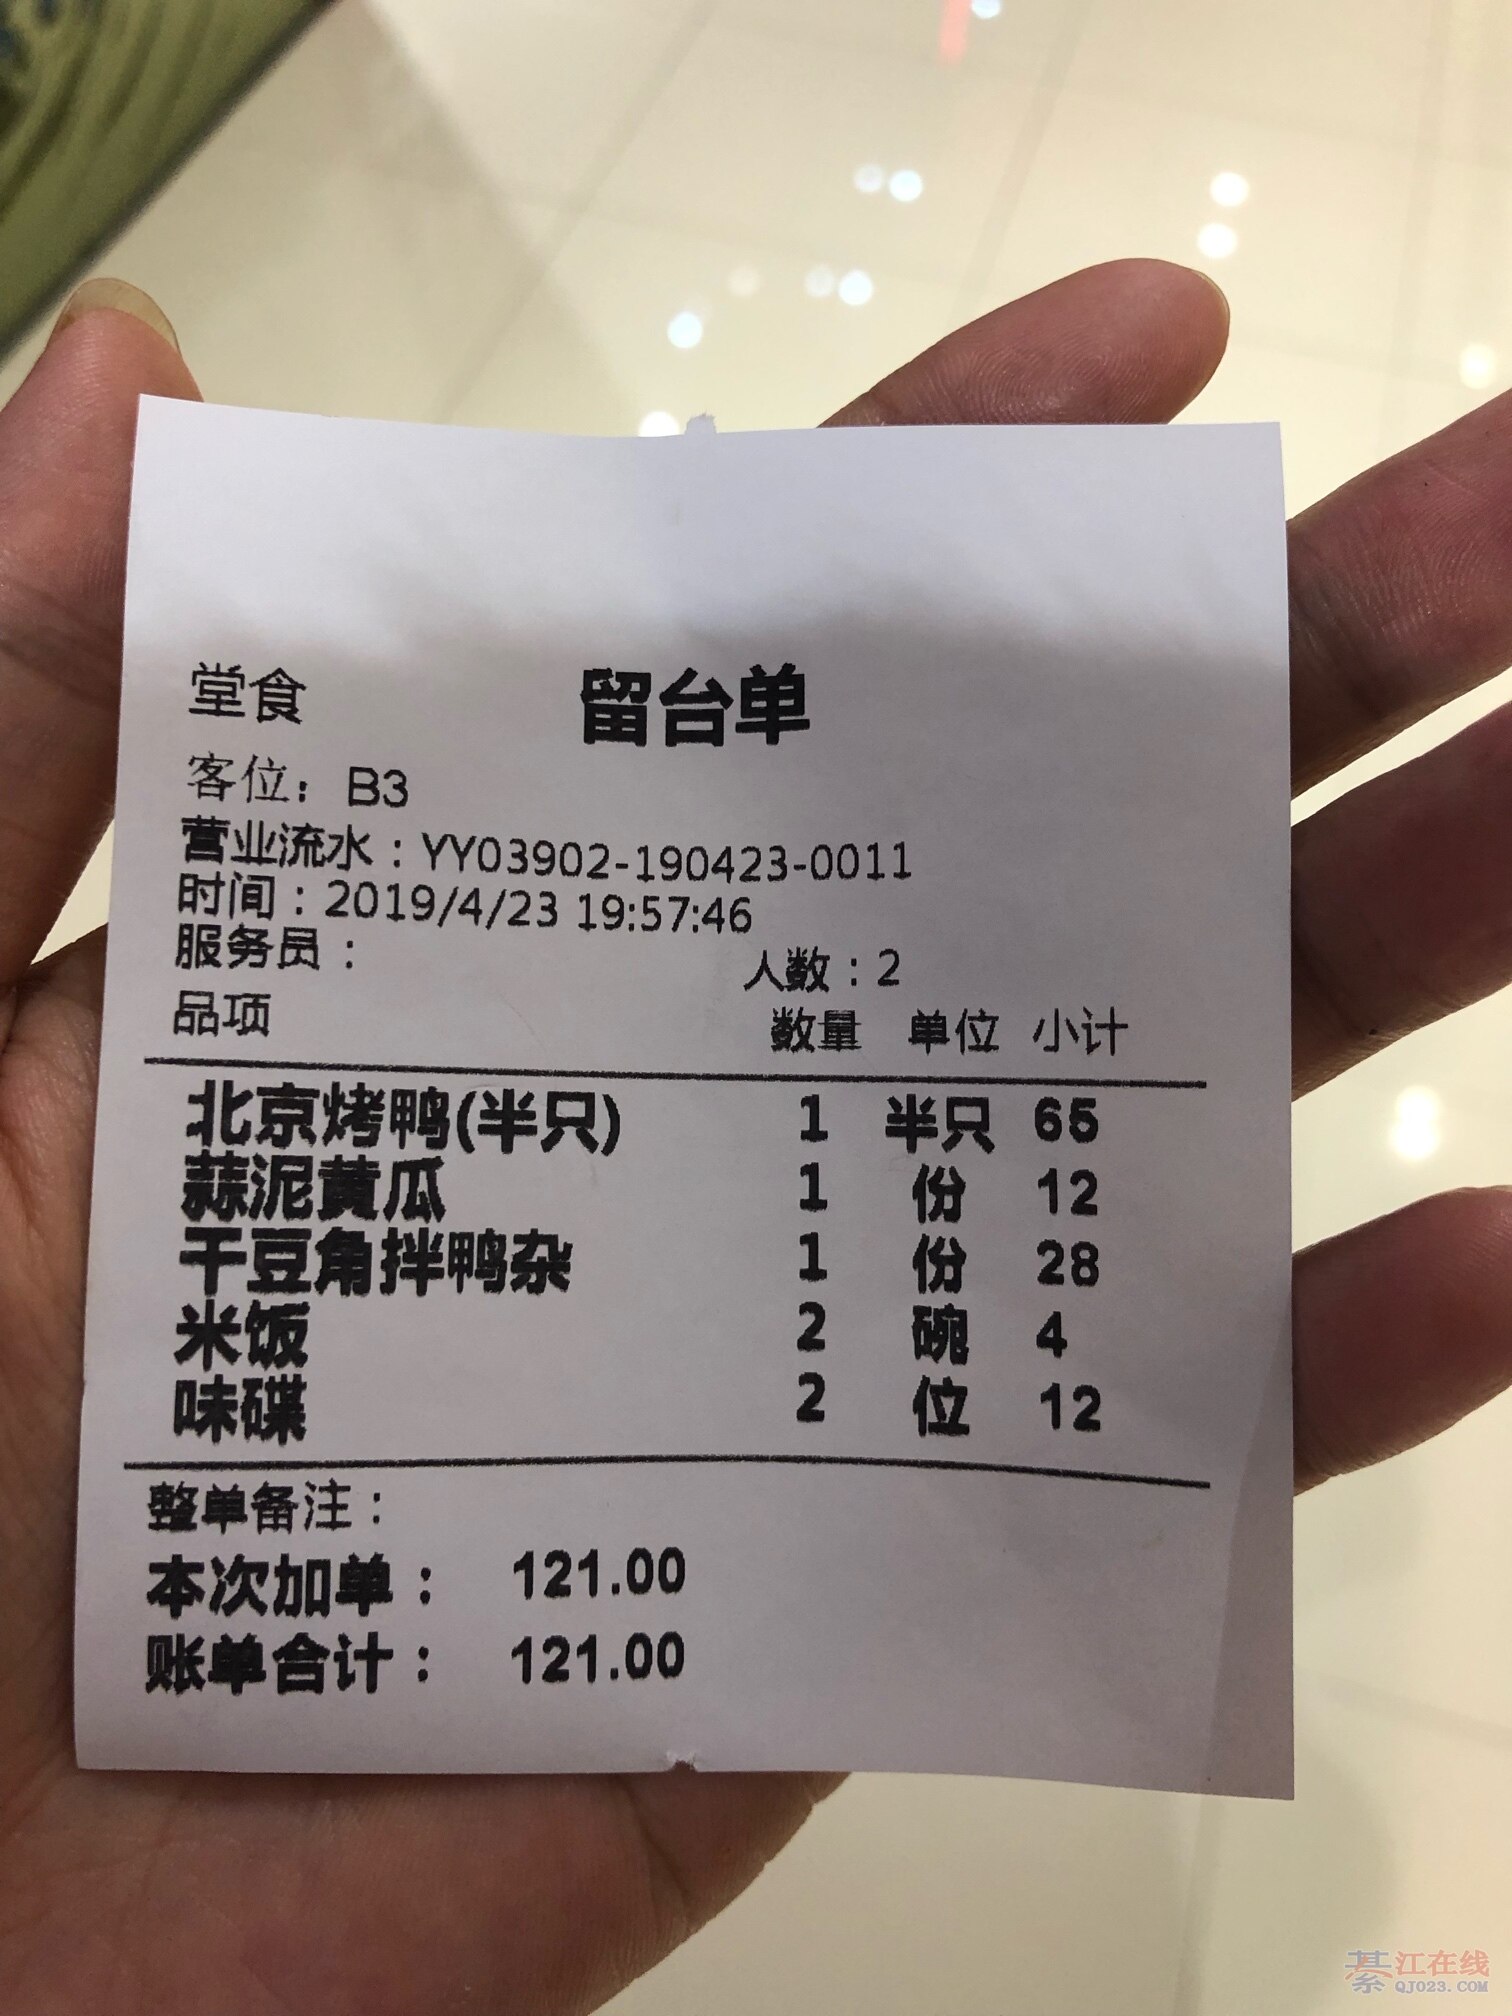 堂食 留台单
客位：B3
营业流水：YY03902-190423-0011
时间：2019/4/23 19:57:46
服务员：
人数：2
品项 数量 单位 小计
北京烤鸭(半只) 1 半只 65
蒜泥黄瓜 1 份 12
干豆角拌鸭杂 1 份 28
米饭 2 碗 4
味碟 2 位 12
整单备注：
本次加单： 121.00
账单合计： 121.00
綦江在线
QJ023.COM